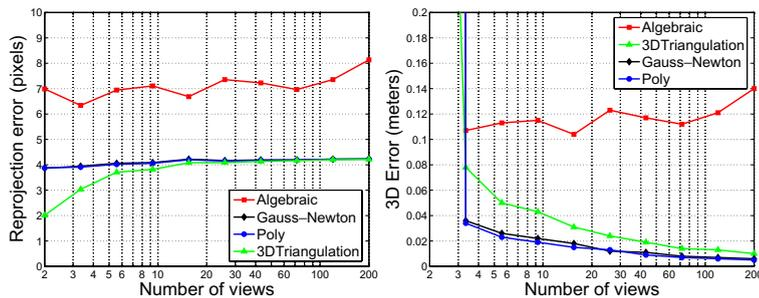 Reprojection error (pixels)
10
9
8
7
6
5
4
3
2
1
0
2 3 4 5 6 8 10 20 30 40 60 100 200
Number of views
Algebraic
Gauss–Newton
Poly
3DTriangulation
3D Error (meters)
0.2
0.18
0.16
0.14
0.12
0.1
0.08
0.06
0.04
0.02
0
2 3 4 5 6 8 10 20 30 40 60 100 200
Number of views
Algebraic
3DTriangulation
Gauss–Newton
Poly